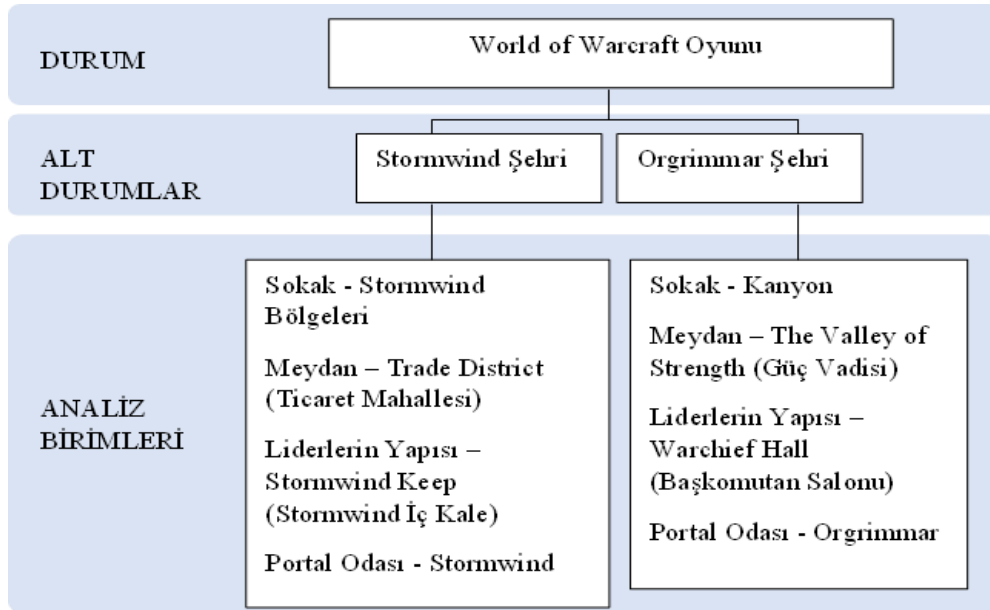 DURUM
World of Warcraft Oyunu
ALT
DURUMLAR
Stormwind Şehri
Orgrimmar Şehri
ANALİZ
BİRİMLERİ
Sokak - Stormwind
Bölgeleri
Meydan – Trade District
(Ticaret Mahallesi)
Liderlerin Yapısı –
Stormwind Keep
(Stormwind İç Kale)
Portal Odası - Stormwind
Sokak - Kanyon
Meydan – The Valley of
Strength (Güç Vadisi)
Liderlerin Yapısı –
Warchief Hall
(Başkomutan Salonu)
Portal Odası - Orgrimmar